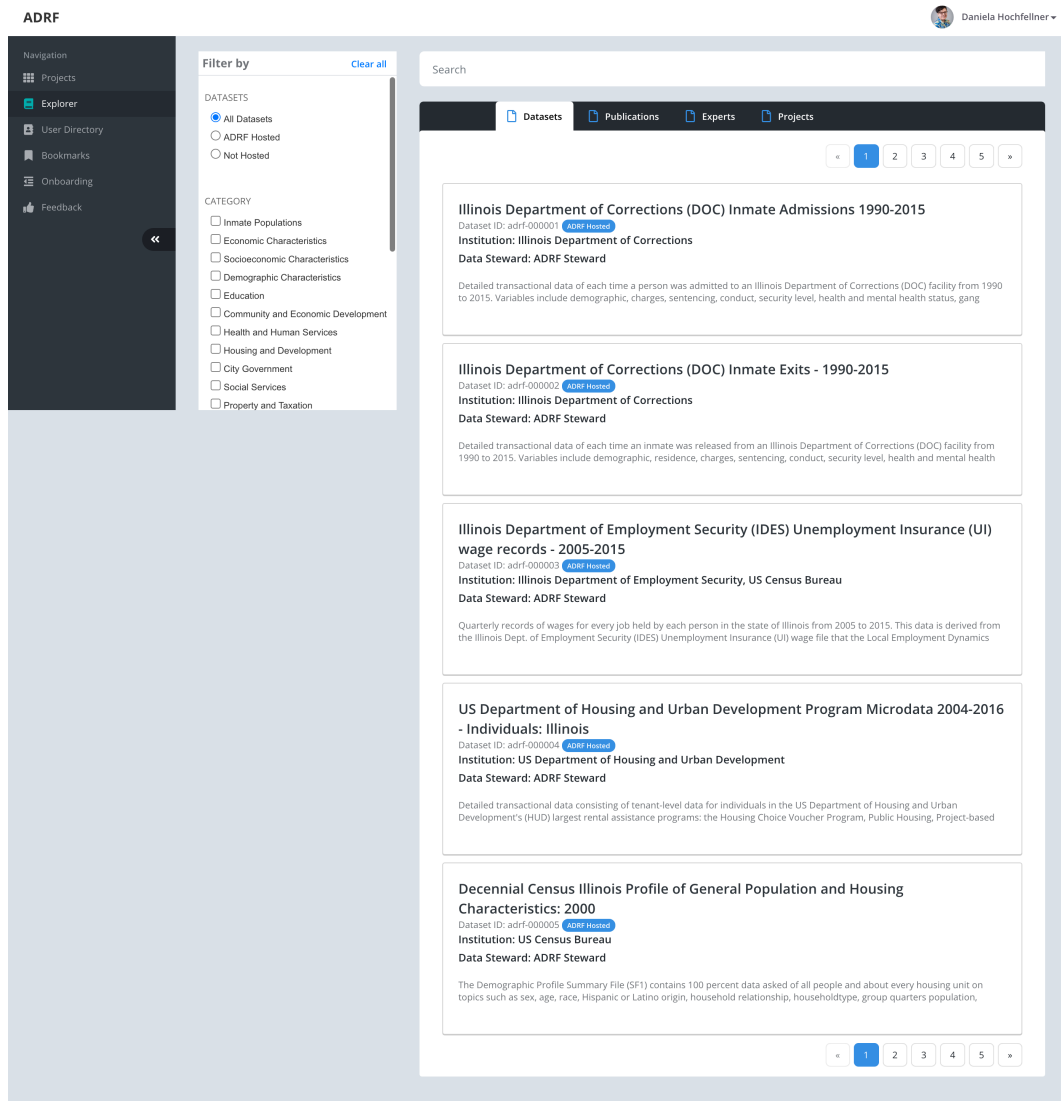 ADRF
Daniela Hochfellner
Navigation
Projects
Explorer
User Directory
Bookmarks
Onboarding
Feedback
Filter by
Clear all
DATASETS
All Datasets
ADRF Hosted
Not Hosted
CATEGORY
Inmate Populations
Economic Characteristics
Socioeconomic Characteristics
Demographic Characteristics
Education
Community and Economic Development
Health and Human Services
Housing and Development
City Government
Social Services
Property and Taxation
Search
Datasets
Publications
Experts
Projects
« 1 2 3 4 5 »
Illinois Department of Corrections (DOC) Inmate Admissions 1990-2015
Dataset ID: adrf-000001 ADRF Hosted
Institution: Illinois Department of Corrections
Data Steward: ADRF Steward
Detailed transactional data of each time a person was admitted to an Illinois Department of Corrections (DOC) facility from 1990
to 2015. Variables include demographic, charges, sentencing, conduct, security level, health and mental health status, gang
Illinois Department of Corrections (DOC) Inmate Exits - 1990-2015
Dataset ID: adrf-000002 ADRF Hosted
Institution: Illinois Department of Corrections
Data Steward: ADRF Steward
Detailed transactional data of each time an inmate was released from an Illinois Department of Corrections (DOC) facility from
1990 to 2015. Variables include demographic, residence, charges, sentencing, conduct, security level, health and mental health
Illinois Department of Employment Security (IDES) Unemployment Insurance (UI)
wage records - 2005-2015
Dataset ID: adrf-000003 ADRF Hosted
Institution: Illinois Department of Employment Security, US Census Bureau
Data Steward: ADRF Steward
Quarterly records of wages for every job held by each person in the state of Illinois from 2005 to 2015. This data is derived from
the Illinois Dept. of Employment Security (IDES) Unemployment Insurance (UI) wage file that the Local Employment Dynamics
US Department of Housing and Urban Development Program Microdata 2004-2016
- Individuals: Illinois
Dataset ID: adrf-000004 ADRF Hosted
Institution: US Department of Housing and Urban Development
Data Steward: ADRF Steward
Detailed transactional data consisting of tenant-level data for individuals in the US Department of Housing and Urban
Development's (HUD) largest rental assistance programs: the Housing Choice Voucher Program, Public Housing, Project-based
Decennial Census Illinois Profile of General Population and Housing
Characteristics: 2000
Dataset ID: adrf-000005 ADRF Hosted
Institution: US Census Bureau
Data Steward: ADRF Steward
The Demographic Profile Summary File (SF1) contains 100 percent data asked of all people and about every housing unit on
topics such as sex, age, race, Hispanic or Latino origin, household relationship, householdtype, group quarters population,
« 1 2 3 4 5 »